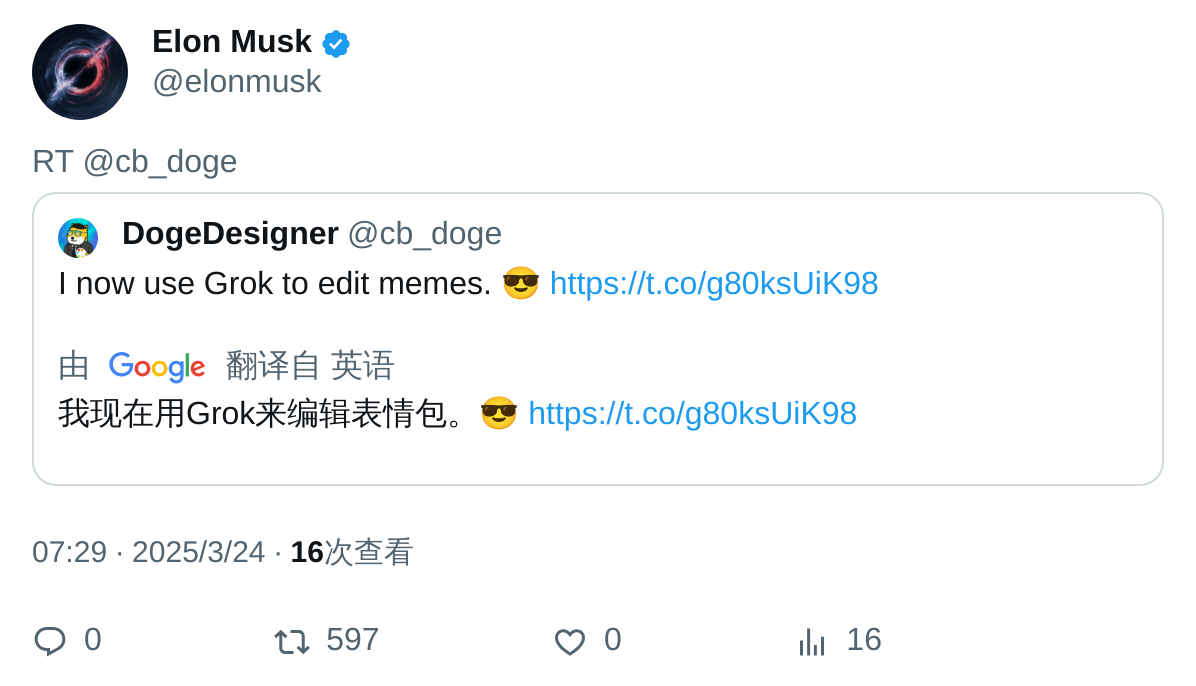 Elon Musk
@elonmusk
RT @cb_doge
DogeDesigner @cb_doge
I now use Grok to edit memes. 😎 https://t.co/g80ksUiK98
由 Google 翻译自 英语
我现在用Grok来编辑表情包。😎 https://t.co/g80ksUiK98
07:29 · 2025/3/24 · 16次查看
0 597 0 16